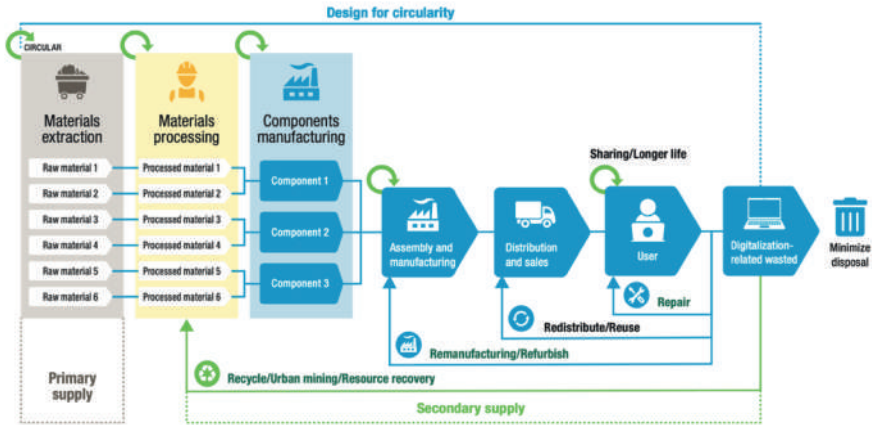 Design for circularity
CIRCULAR
Materials
extraction
Materials
processing
Components
manufacturing
Raw material 1
Processed material 1
Raw material 2
Processed material 2
Component 1
Raw material 3
Processed material 3
Raw material 4
Processed material 4
Component 2
Raw material 5
Processed material 5
Raw material 6
Processed material 6
Component 3
Sharing/Longer life
Assembly and
manufacturing
Distribution
and sales
User
Digitalization-
related wasted
Minimize
disposal
Repair
Redistribute/Reuse
Remanufacturing/Refurbish
Recycle/Urban mining/Resource recovery
Primary
supply
Secondary supply